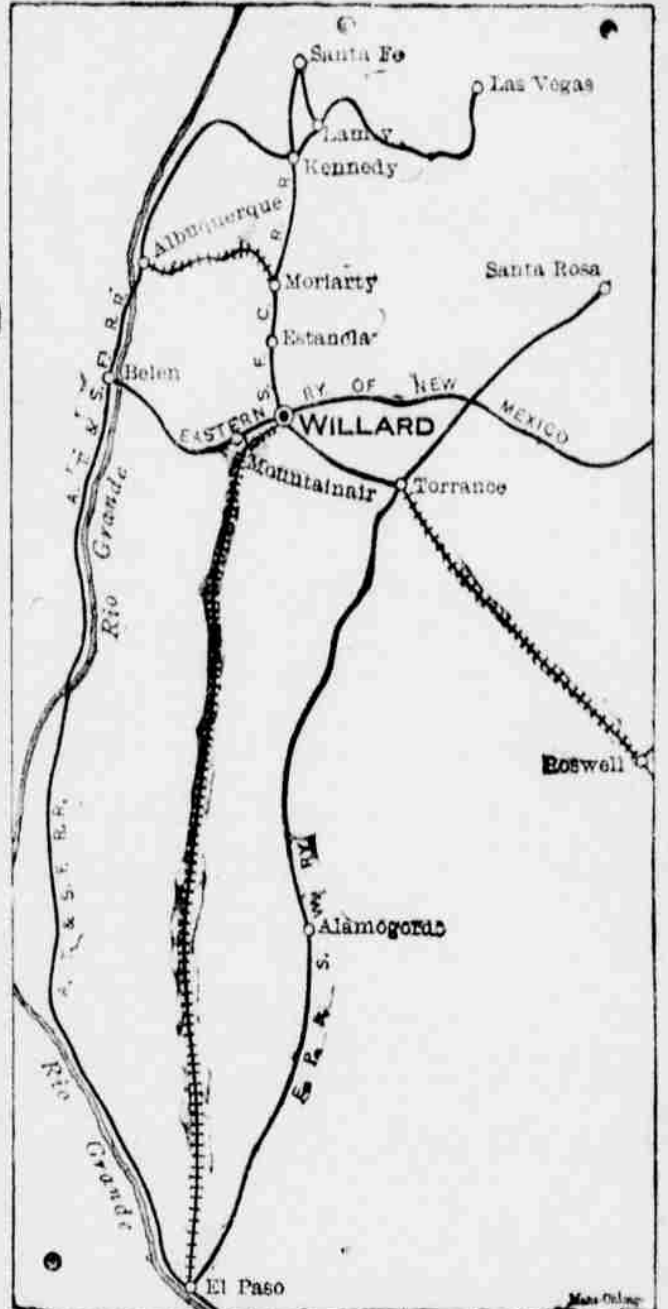 Santa Fe
Las Vegas
Lamy
Kennedy
Albuquerque
Moriarty
Santa Rosa
Estancia
Belen
S. F. C. R R
EASTERN RY OF NEW MEXICO
WILLARD
Mountainair
Torrance
A. T. & S. F. R. R.
Rio Grande
Roswell
A. T. & S. F. R. R.
Alamogordo
E. P. & S. W. RY.
Rio Grande
El Paso